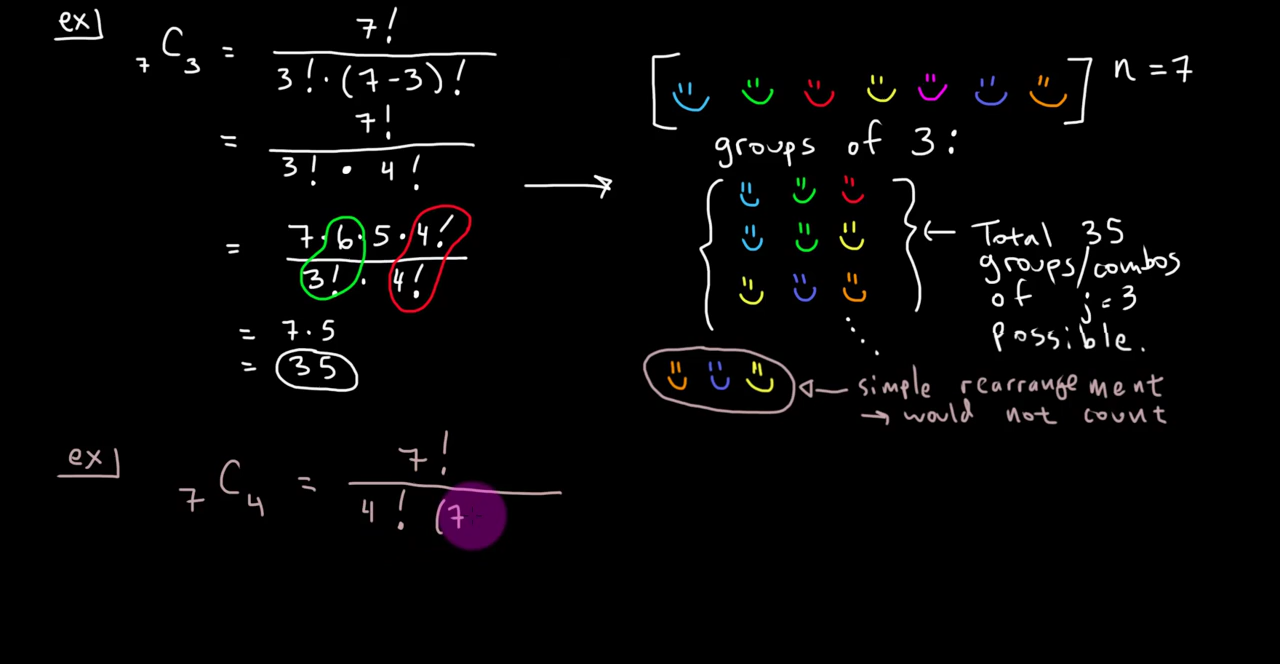 ex]
₇C₃ = 7! / 3!·(7-3)!
= 7! / 3! · 4!
= 7·6·5·4! / 3! · 4!
= 7·5
= 35
[ ] n = 7
groups of 3:
{ } ← Total 35
groups/combos
of j=3
possible.
simple rearrangement
→ would not count
ex]
₇C₄ = 7! / 4! (7